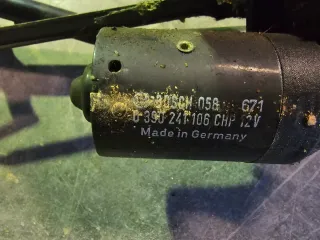 BOSCH 058 671
0 390 241 106 CHP 12V
Made in Germany